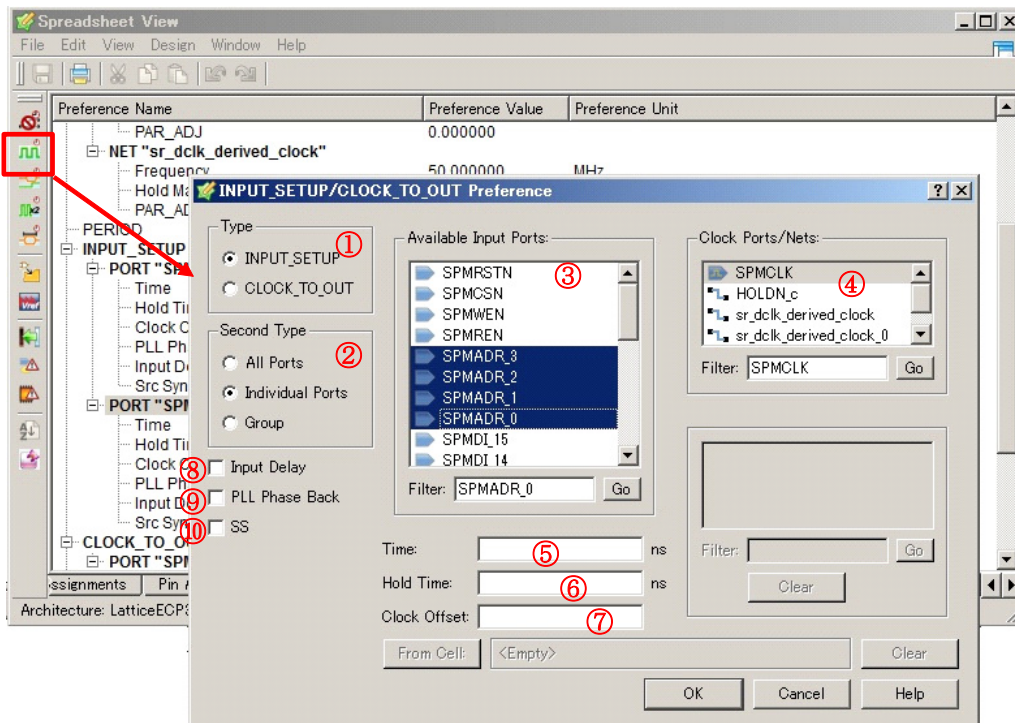 Spreadsheet View
File Edit View Design Window Help
Preference Name Preference Value Preference Unit
PAR_ADJ 0.000000
NET "sr_dclk_derived_clock"
Frequency 50.000000 MHz
Hold Ma
PAR_AD
PERIOD
INPUT_SETUP
PORT "SPM
Time
Hold Ti
Clock O
PLL Ph
Input De
Src Syn
PORT "SPM
Time
Hold Ti
Clock O
PLL Ph
Input De
Src Syn
CLOCK_TO_O
PORT "SPM
ssignments Pin
Architecture: LatticeECP3
INPUT_SETUP/CLOCK_TO_OUT Preference
Type ①
INPUT_SETUP
CLOCK_TO_OUT
Second Type ②
All Ports
Individual Ports
Group
⑧ Input Delay
⑨ PLL Phase Back
⑩ SS
Available Input Ports: ③
SPMRSTN
SPMCSN
SPMWEN
SPMREN
SPMADR_3
SPMADR_2
SPMADR_1
SPMADR_0
SPMDI_15
SPMDI_14
Filter: SPMADR_0 Go
Clock Ports/Nets: ④
SPMCLK
HOLDN_c
sr_dclk_derived_clock
sr_dclk_derived_clock_0
Filter: SPMCLK Go
Filter: Go
Clear
Time: ⑤ ns
Hold Time: ⑥ ns
Clock Offset: ⑦
From Cell: <Empty> Clear
OK Cancel Help